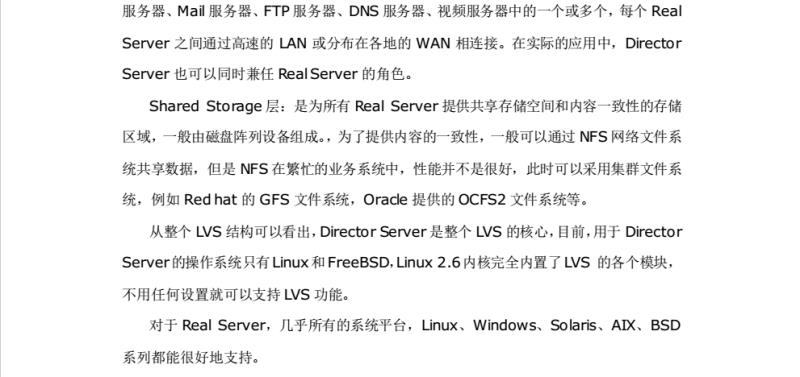 服务器、Mail 服务器、FTP 服务器、DNS 服务器、视频服务器中的一个或多个，每个 Real
Server 之间通过高速的 LAN 或分布在各地的 WAN 相连接。在实际的应用中，Director
Server 也可以同时兼任 Real Server 的角色。
Shared Storage 层：是为所有 Real Server 提供共享存储空间和内容一致性的存储
区域，一般由磁盘阵列设备组成。，为了提供内容的一致性，一般可以通过 NFS 网络文件系
统共享数据，但是 NFS 在繁忙的业务系统中，性能并不是很好，此时可以采用集群文件系
统，例如 Red hat 的 GFS 文件系统，Oracle 提供的 OCFS2 文件系统等。
从整个 LVS 结构可以看出，Director Server 是整个 LVS 的核心，目前，用于 Director
Server 的操作系统只有 Linux 和 FreeBSD，Linux 2.6 内核完全内置了 LVS 的各个模块，
不用任何设置就可以支持 LVS 功能。
对于 Real Server，几乎所有的系统平台，Linux、Windows、Solaris、AIX、BSD
系列都能很好地支持。